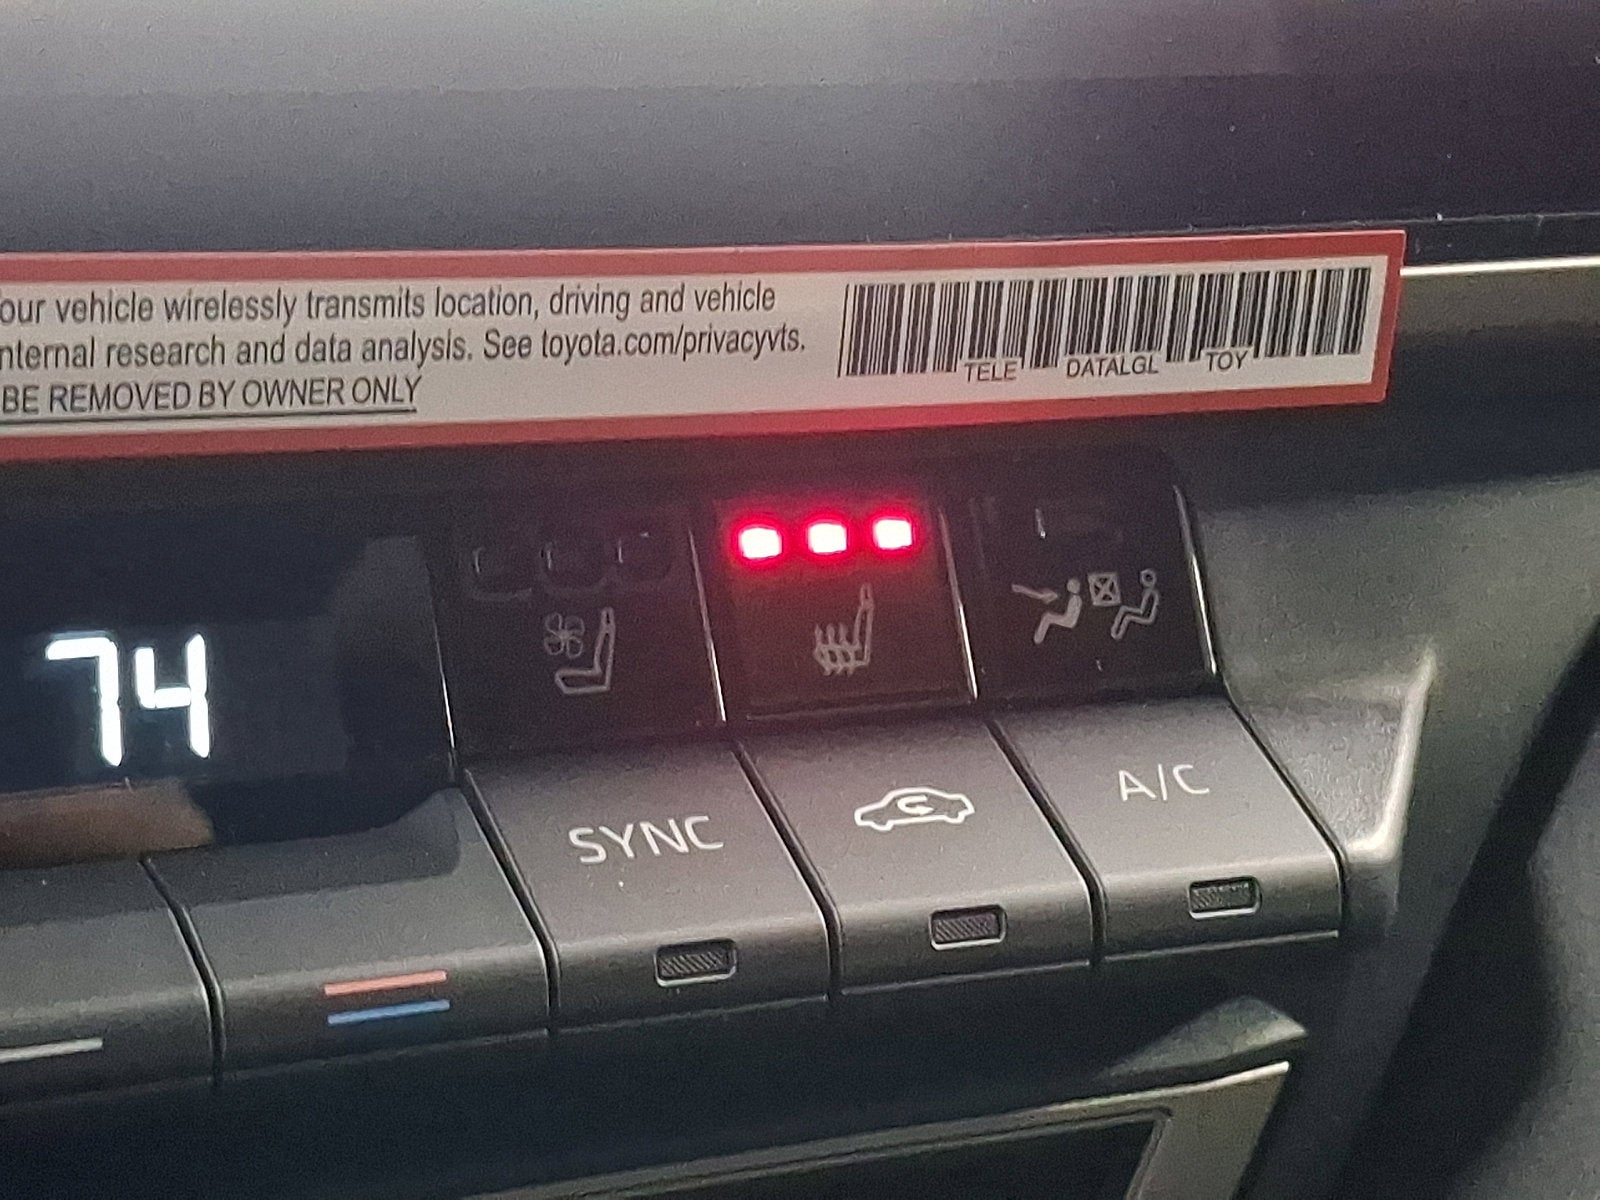 our vehicle wirelessly transmits location, driving and vehicle
nternal research and data analysis. See toyota.com/privacyvts.
BE REMOVED BY OWNER ONLY
TELE DATALGL TOY
74
SYNC
A/C